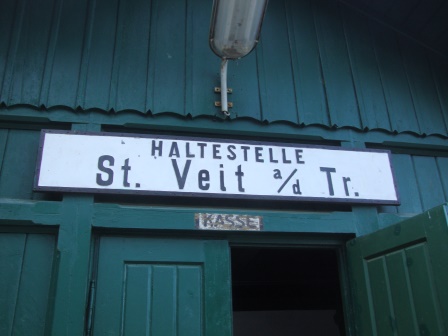 HALTESTELLE
St. Veit a/d Tr.
KASSE